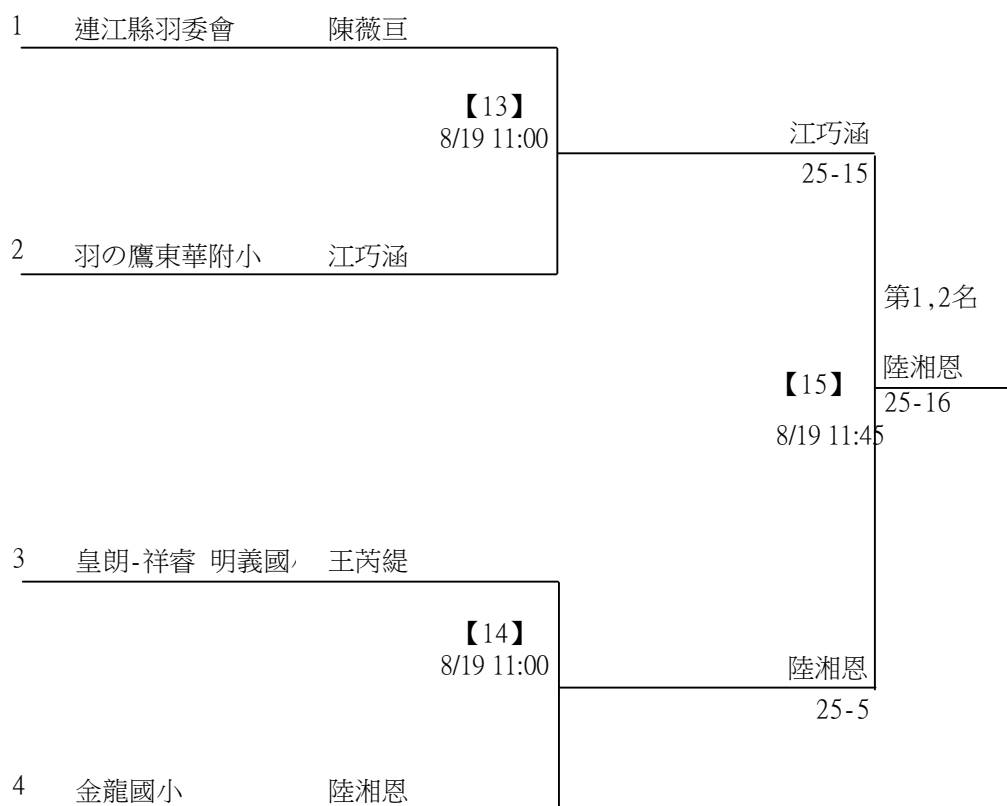 1 連江縣羽委會 陳薇亘
【13】
8/19 11:00
江巧涵
25-15
2 羽の鷹東華附小 江巧涵
第1,2名
陸湘恩
【15】
25-16
8/19 11:45
3 皇朗-祥睿 明義國 王芮緹
【14】
8/19 11:00
陸湘恩
25-5
4 金龍國小 陸湘恩